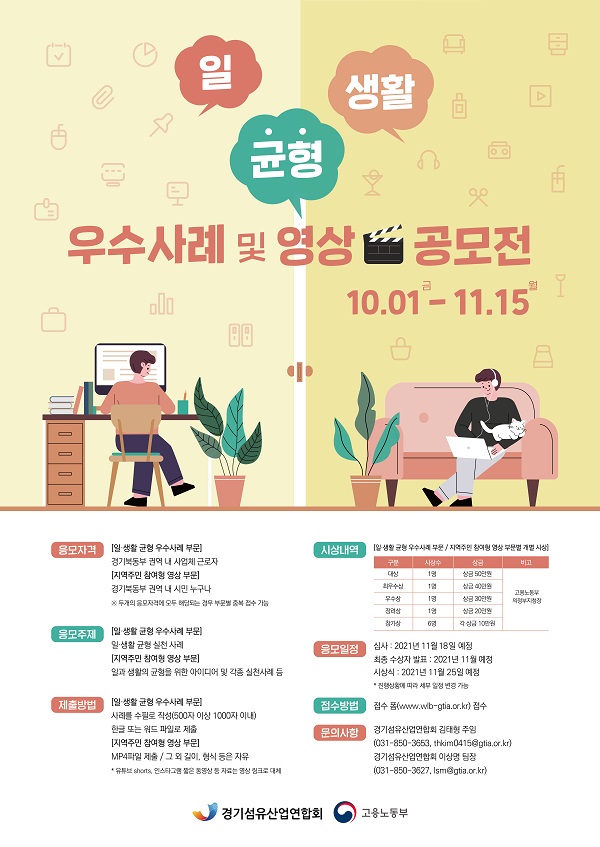 일
생활
균형
우수사례 및 영상 공모전
10.01금 - 11.15월
응모자격
[일·생활 균형 우수사례 부문]
경기북동부 권역 내 사업체 근로자
[지역주민 참여형 영상 부문]
경기북동부 권역 내 시민 누구나
※ 두개의 응모자격에 모두 해당되는 경우 부문별 중복 접수 가능
응모주제
[일·생활 균형 우수사례 부문]
일·생활 균형 실천 사례
[지역주민 참여형 영상 부문]
일과 생활의 균형을 위한 아이디어 및 각종 실천사례 등
제출방법
[일·생활 균형 우수사례 부문]
사례를 수필로 작성(500자 이상 1000자 이내)
한글 또는 워드 파일로 제출
[지역주민 참여형 영상 부문]
MP4파일 제출 / 그 외 길이, 형식 등은 자유
* 유튜브 shorts, 인스타그램 짧은 동영상 등 자료는 영상 링크로 대체
시상내역
[일·생활 균형 우수사례 부문 / 지역주민 참여형 영상 부문별 개별 시상]
구분 시상수 상금 비고
대상 1명 상금 50만원
최우수상 1명 상금 40만원
우수상 1명 상금 30만원
장려상 1명 상금 20만원
참가상 6명 각 상금 10만원
고용노동부
의정부지청장
응모일정
심사 : 2021년 11월 18일 예정
최종 수상자 발표 : 2021년 11월 예정
시상식 : 2021년 11월 25일 예정
* 진행상황에 따라 세부 일정 변경 가능
접수방법
접수 폼(www.wlb-gtia.or.kr) 접수
문의사항
경기섬유산업연합회 김태형 주임
(031-850-3653, thkim0415@gtia.or.kr)
경기섬유산업연합회 이상명 팀장
(031-850-3627, lsm@gtia.or.kr)
경기섬유산업연합회
고용노동부